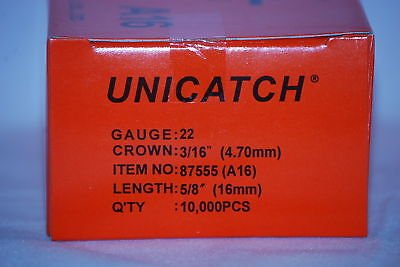 A16
UNICATCH®
GAUGE:22
CROWN:3/16" (4.70mm)
ITEM NO:87555 (A16)
LENGTH:5/8" (16mm)
Q'TY :10,000PCS